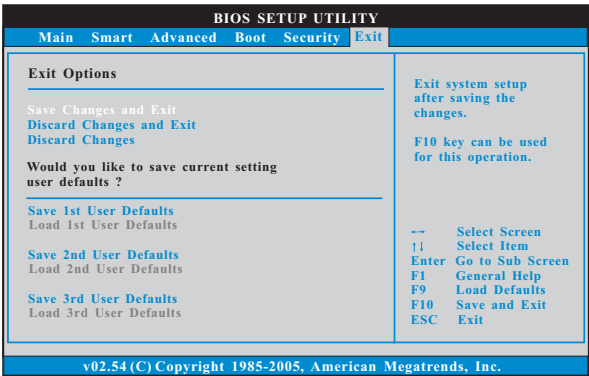 BIOS SETUP UTILITY
Main Smart Advanced Boot Security Exit
Exit Options
Save Changes and Exit
Discard Changes and Exit
Discard Changes
Would you like to save current setting
user defaults ?
Save 1st User Defaults
Load 1st User Defaults
Save 2nd User Defaults
Load 2nd User Defaults
Save 3rd User Defaults
Load 3rd User Defaults
Exit system setup
after saving the
changes.
F10 key can be used
for this operation.
←→ Select Screen
↑↓ Select Item
Enter Go to Sub Screen
F1 General Help
F9 Load Defaults
F10 Save and Exit
ESC Exit
v02.54 (C) Copyright 1985-2005, American Megatrends, Inc.